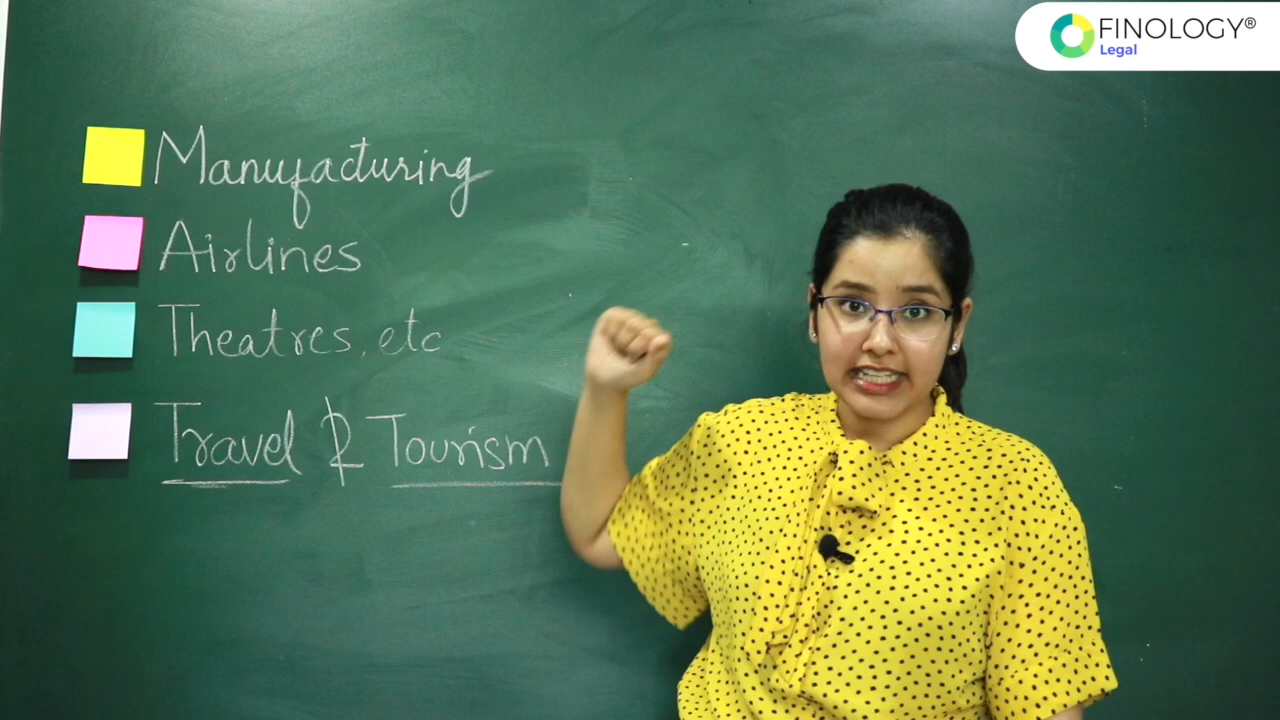 FINOLOGY®
Legal
Manufacturing
Airlines
Theatres, etc
Travel & Tourism